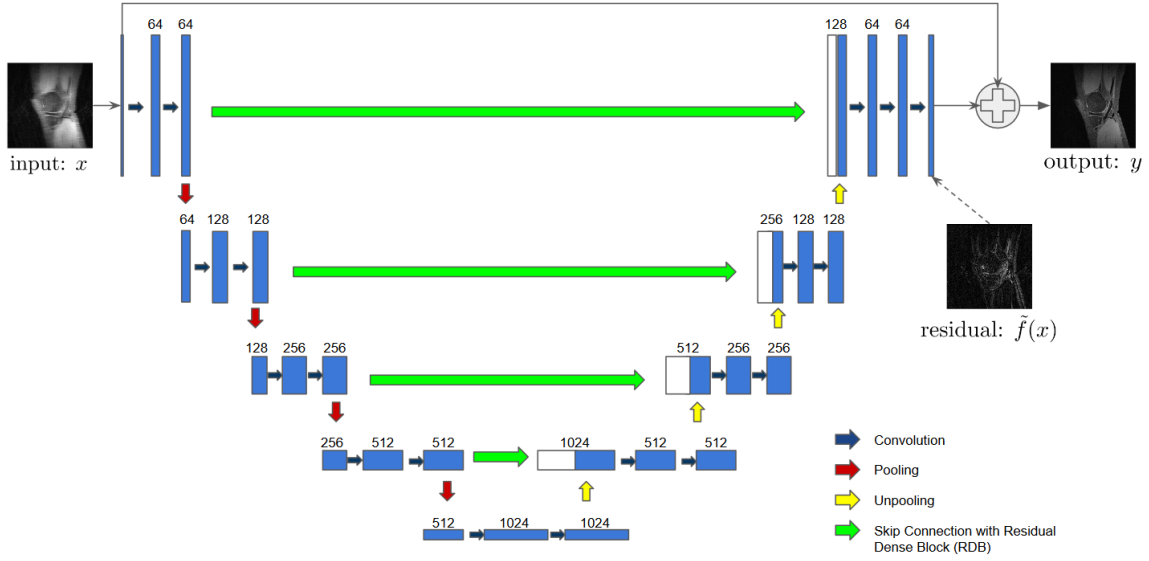 64 64
128 64 64
input: x
output: y
64 128 128
256 128 128
residual: f̃(x)
128 256 256
512 256 256
256 512 512
1024 512 512
512 1024 1024
Convolution
Pooling
Unpooling
Skip Connection with Residual
Dense Block (RDB)